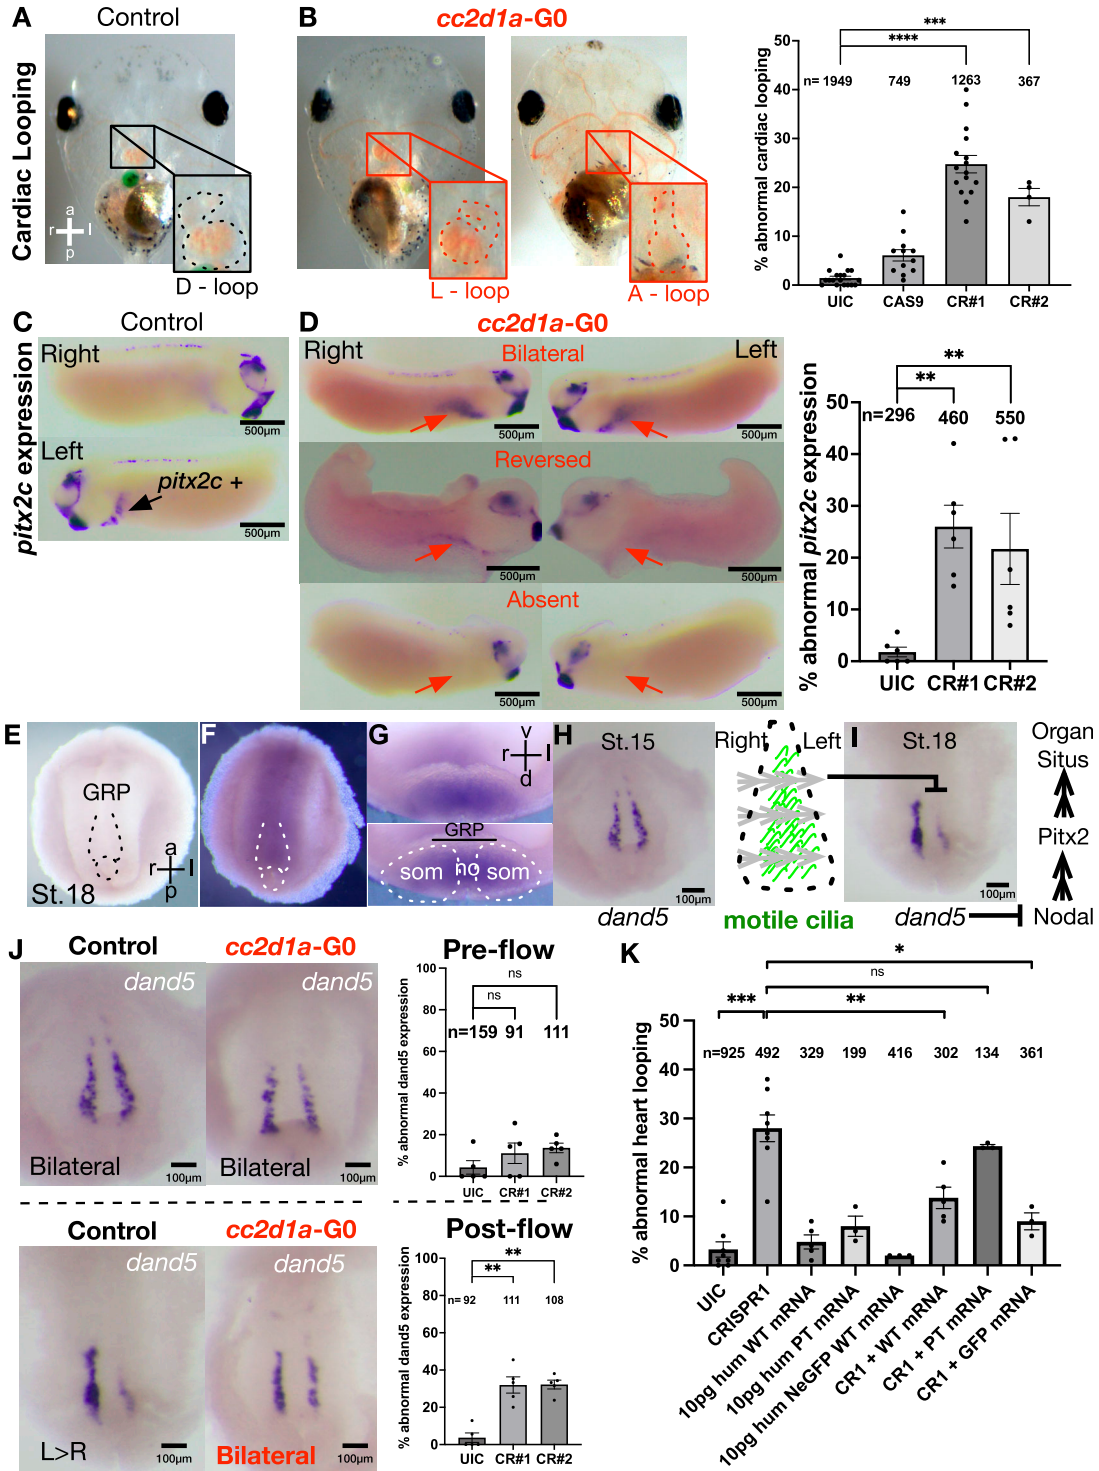 A
Control
B
cc2d1a-G0
Cardiac Looping
a
r l
p
D - loop
L - loop
A - loop
% abnormal cardiac looping
50
40
30
20
10
0
***
****
n= 1949 749 1263 367
UIC CAS9 CR#1 CR#2
C
Control
D
cc2d1a-G0
pitx2c expression
Right
500µm
Left
pitx2c +
500µm
Right
Bilateral
Left
500µm
500µm
Reversed
500µm
500µm
Absent
500µm
500µm
% abnormal pitx2c expression
50
40
30
20
10
0
**
**
n=296 460 550
UIC CR#1 CR#2
E
GRP
a
r l
p
St.18
F
G
v
r l
d
GRP
som no som
H
St.15
100µm
dand5
Right Left
motile cilia
I
St.18
100µm
dand5
Organ
Situs
Pitx2
Nodal
J
Control
cc2d1a-G0
dand5
dand5
Bilateral
100µm
Bilateral
100µm
Pre-flow
% abnormal dand5 expression
100
80
60
40
20
0
ns
ns
n=159 91 111
UIC CR#1 CR#2
Control
cc2d1a-G0
dand5
dand5
L>R
100µm
Bilateral
100µm
Post-flow
% abnormal dand5 expression
100
80
60
40
20
0
**
**
n= 92 111 108
UIC CR#1 CR#2
K
% abnormal heart looping
50
40
30
20
10
0
*
ns
***
**
n=925 492 329 199 416 302 134 361
UIC
CRISPR1
10pg hum WT mRNA
10pg hum PT mRNA
10pg hum NeGFP WT mRNA
CR1 + WT mRNA
CR1 + PT mRNA
CR1 + GFP mRNA